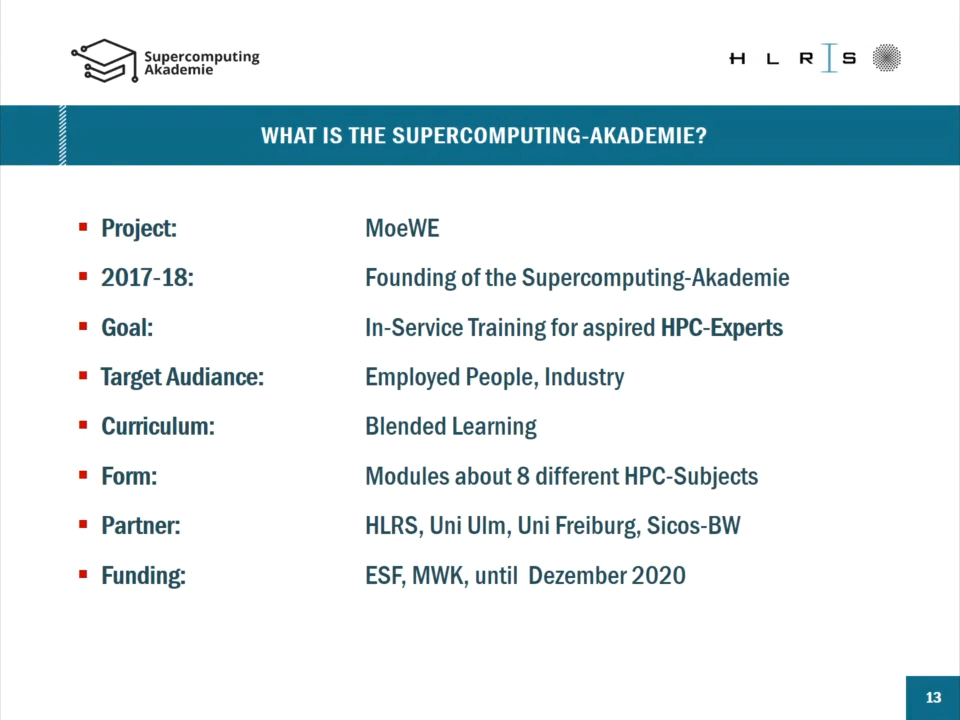 Supercomputing
Akademie
H L R I S
WHAT IS THE SUPERCOMPUTING-AKADEMIE?
Project: MoeWE
2017-18: Founding of the Supercomputing-Akademie
Goal: In-Service Training for aspired HPC-Experts
Target Audiance: Employed People, Industry
Curriculum: Blended Learning
Form: Modules about 8 different HPC-Subjects
Partner: HLRS, Uni Ulm, Uni Freiburg, Sicos-BW
Funding: ESF, MWK, until Dezember 2020
13